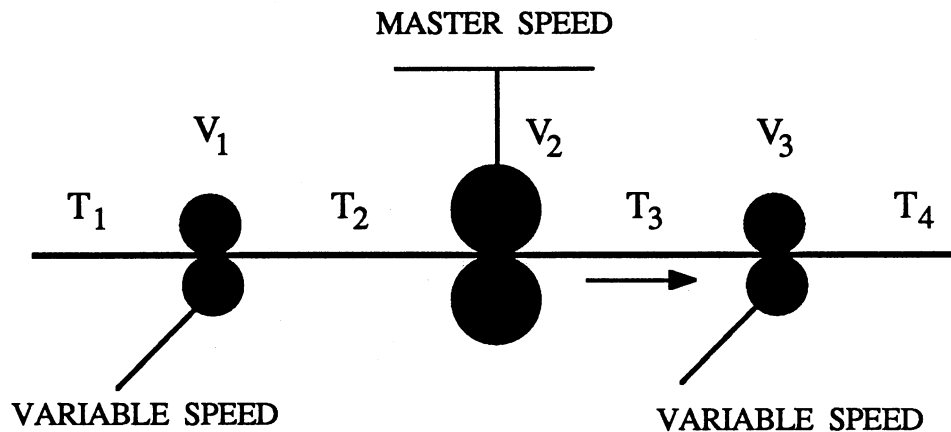 MASTER SPEED
V1 V2 V3
T1 T2 T3 T4
VARIABLE SPEED
VARIABLE SPEED